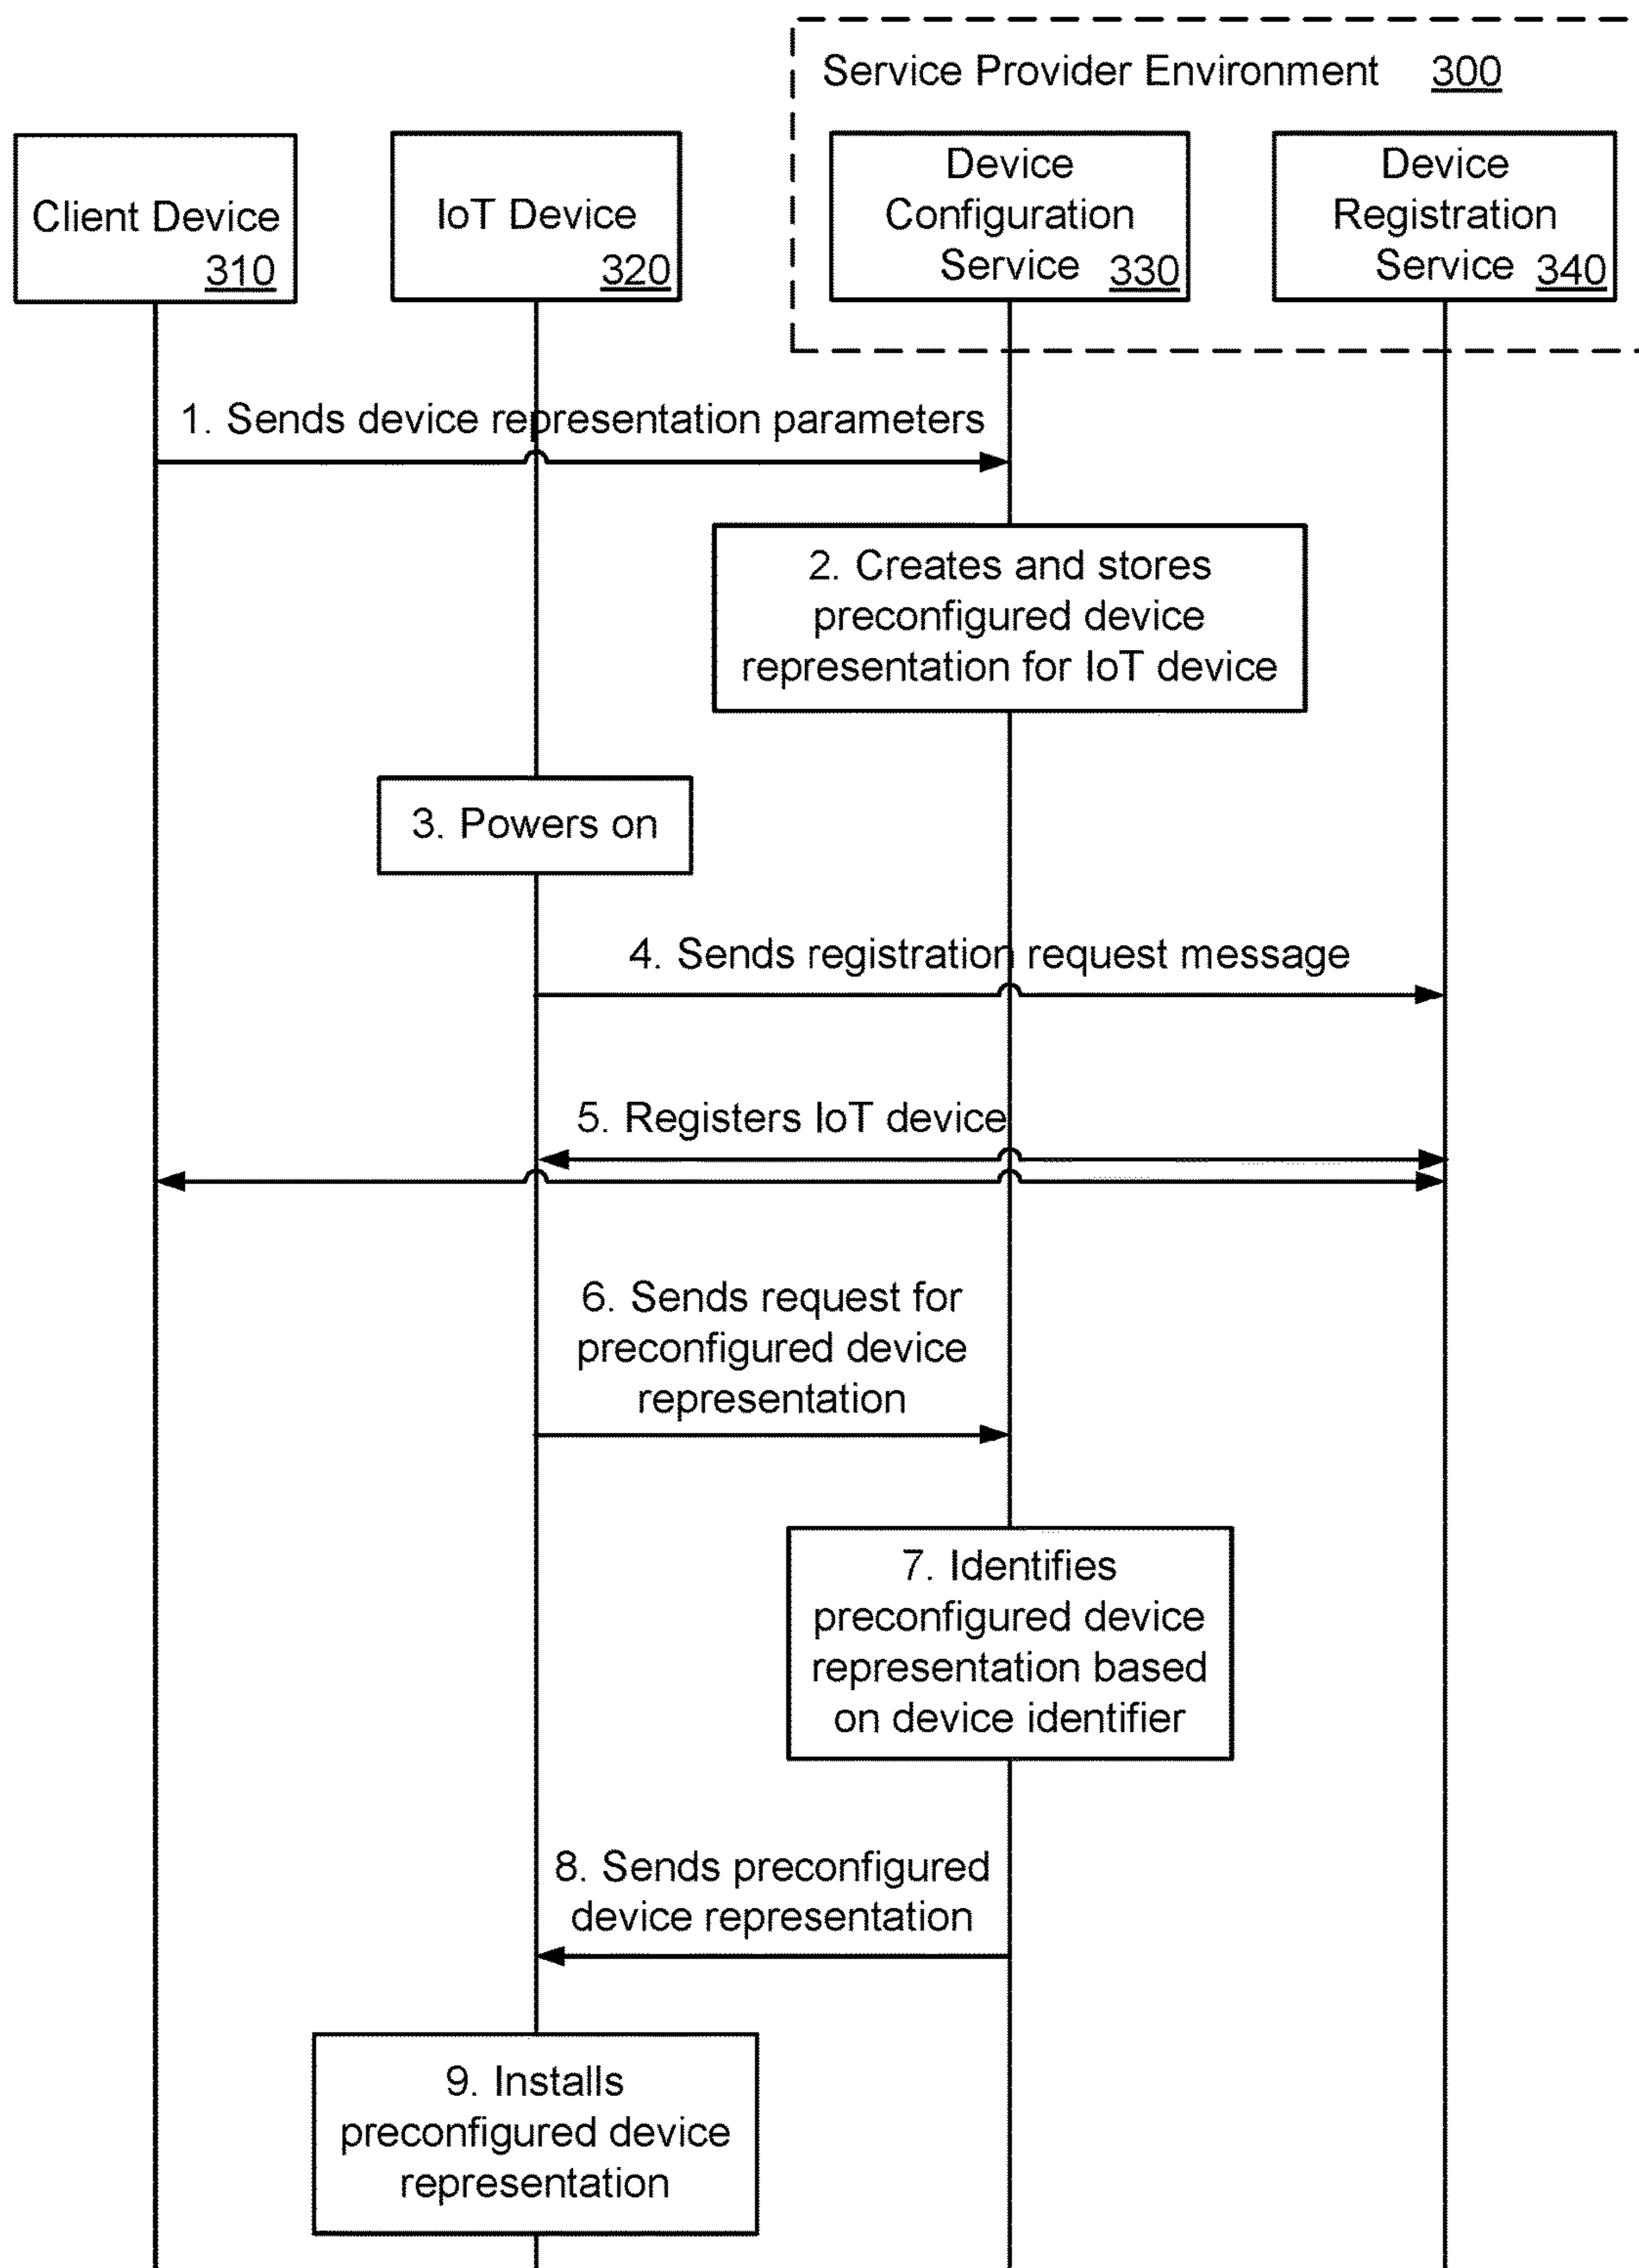 Service Provider Environment 300
Client Device
310
IoT Device
320
Device
Configuration
Service 330
Device
Registration
Service 340
1. Sends device representation parameters
2. Creates and stores
preconfigured device
representation for IoT device
3. Powers on
4. Sends registration request message
5. Registers IoT device
6. Sends request for
preconfigured device
representation
7. Identifies
preconfigured device
representation based
on device identifier
8. Sends preconfigured
device representation
9. Installs
preconfigured device
representation